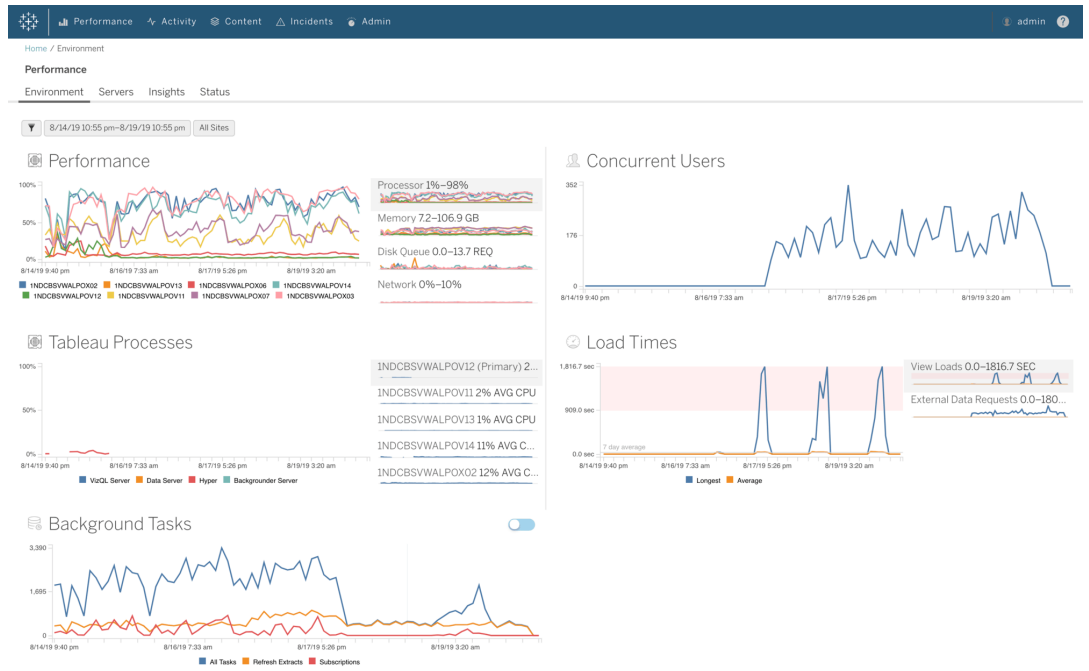 Performance Activity Content Incidents Admin admin ?
Home / Environment
Performance
Environment Servers Insights Status
8/14/19 10:55 pm–8/19/19 10:55 pm All Sites
Performance
100%
50%
0%
8/14/19 9:40 pm 8/16/19 7:33 am 8/17/19 5:26 pm 8/19/19 3:20 am
1NDCBSVWALPOX02 1NDCBSVWALPOV13 1NDCBSVWALPOX06 1NDCBSVWALPOV14
1NDCBSVWALPOV12 1NDCBSVWALPOV11 1NDCBSVWALPOX07 1NDCBSVWALPOX03
Processor 1%–98%
Memory 7.2–106.9 GB
Disk Queue 0.0–13.7 REQ
Network 0%–10%
Concurrent Users
352
176
0
8/14/19 9:40 pm 8/16/19 7:33 am 8/17/19 5:26 pm 8/19/19 3:20 am
Tableau Processes
100%
50%
0%
8/14/19 9:40 pm 8/16/19 7:33 am 8/17/19 5:26 pm 8/19/19 3:20 am
VizQL Server Data Server Hyper Backgrounder Server
1NDCBSVWALPOV12 (Primary) 2...
1NDCBSVWALPOV11 2% AVG CPU
1NDCBSVWALPOV13 1% AVG CPU
1NDCBSVWALPOV14 11% AVG C...
1NDCBSVWALPOX02 12% AVG C...
Load Times
1,816.7 sec
909.0 sec
7 day average
0.0 sec
8/14/19 9:40 pm 8/16/19 7:33 am 8/17/19 5:26 pm 8/19/19 3:20 am
Longest Average
View Loads 0.0–1816.7 SEC
External Data Requests 0.0–180...
Background Tasks
3,390
1,695
0
8/14/19 9:40 pm 8/16/19 7:33 am 8/17/19 5:26 pm 8/19/19 3:20 am
All Tasks Refresh Extracts Subscriptions